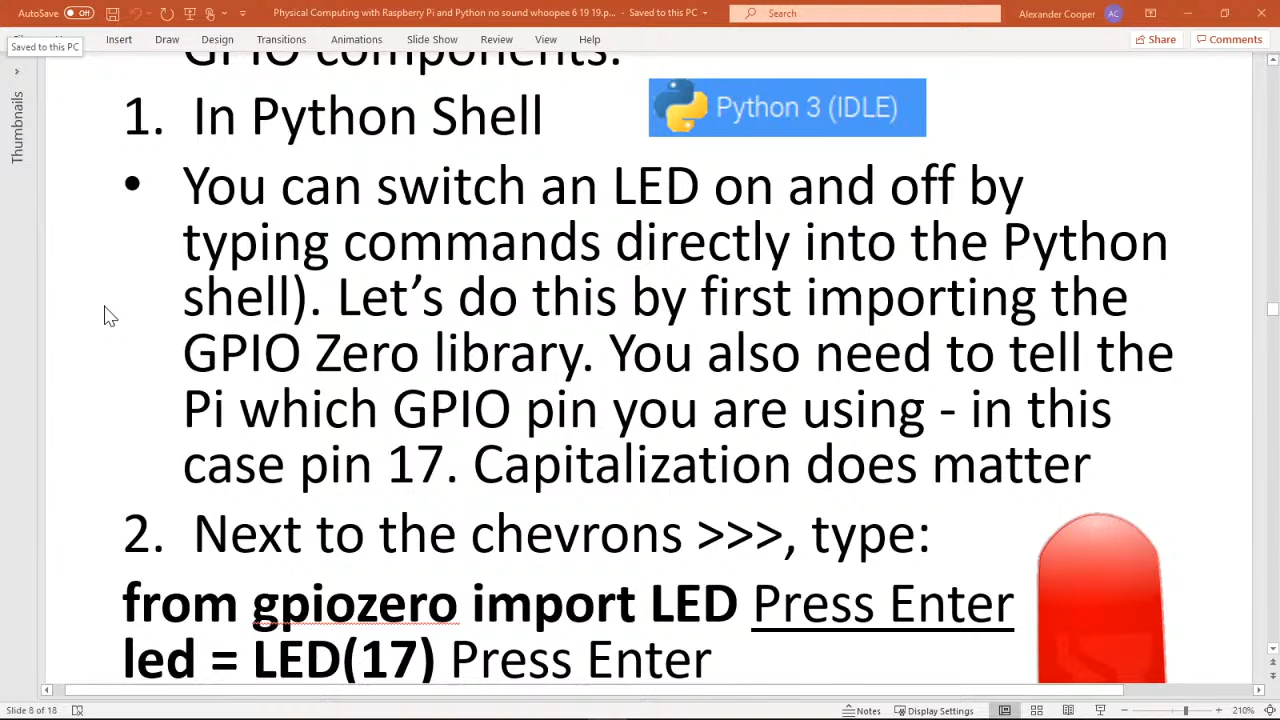 AutoSave Off Physical Computing with Raspberry Pi and Python no sound whoopee 6 19 19.p... - Saved to this PC Search Alexander Cooper AC
Insert Draw Design Transitions Animations Slide Show Review View Help Share Comments
Saved to this PC
Thumbnails
GPIO components.
1. In Python Shell
Python 3 (IDLE)
• You can switch an LED on and off by
typing commands directly into the Python
shell). Let’s do this by first importing the
GPIO Zero library. You also need to tell the
Pi which GPIO pin you are using - in this
case pin 17. Capitalization does matter
2. Next to the chevrons >>>, type:
from gpiozero import LED Press Enter
led = LED(17) Press Enter
Slide 8 of 18 Notes Display Settings 210%